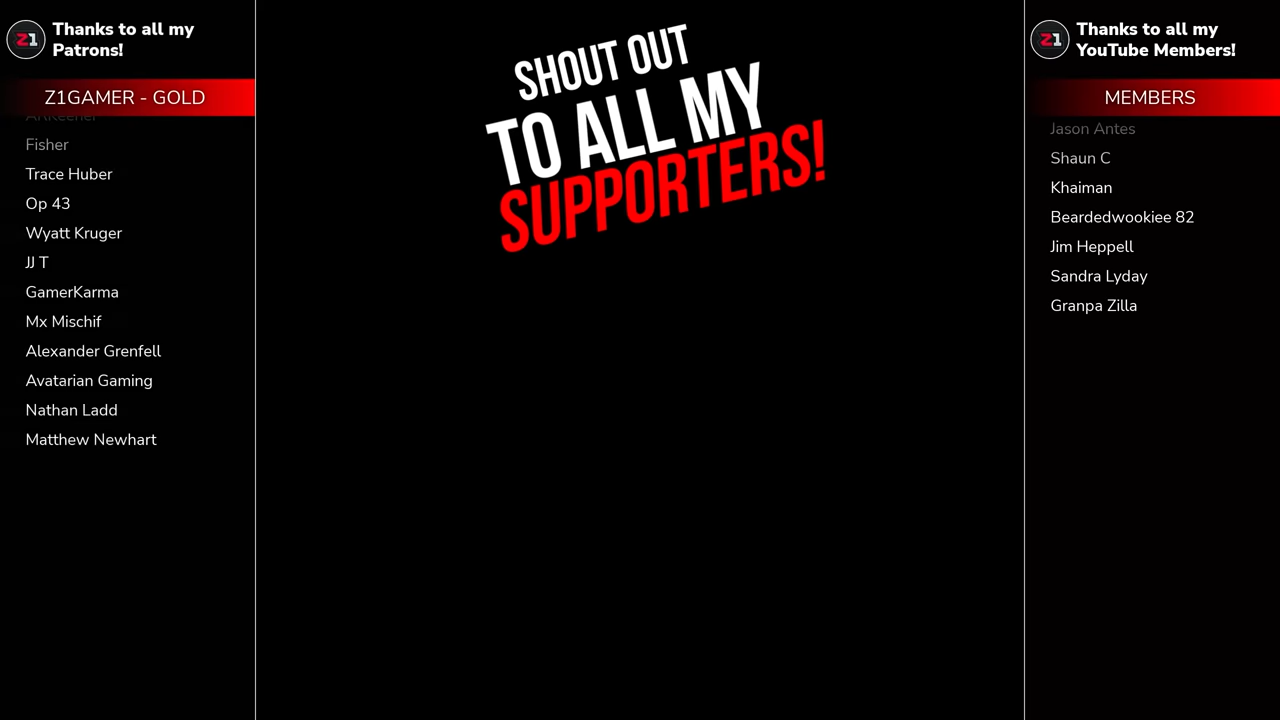 Z1
Thanks to all my
Patrons!
Z1GAMER - GOLD
Fisher
Trace Huber
Op 43
Wyatt Kruger
JJ T
GamerKarma
Mx Mischif
Alexander Grenfell
Avatarian Gaming
Nathan Ladd
Matthew Newhart
SHOUT OUT
TO ALL MY
SUPPORTERS!
Z1
Thanks to all my
YouTube Members!
MEMBERS
Jason Antes
Shaun C
Khaiman
Beardedwookiee 82
Jim Heppell
Sandra Lyday
Granpa Zilla